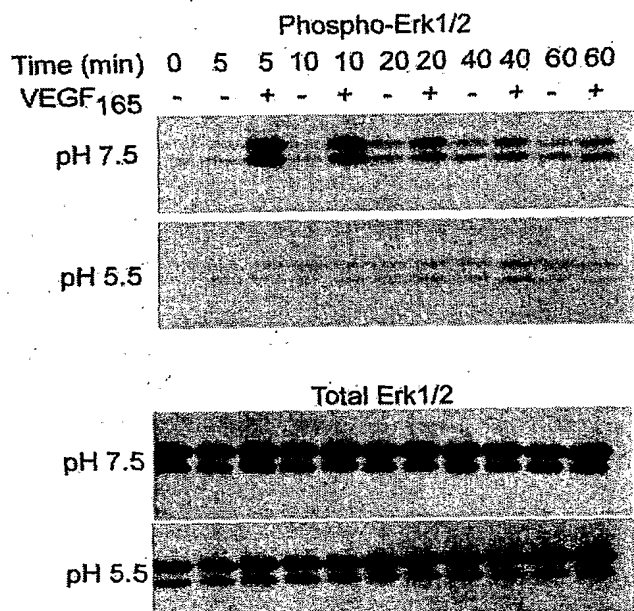 Phospho-Erk1/2
Time (min) 0 5 5 10 10 20 20 40 40 60 60
VEGF165 - - + - + - + - + - +
pH 7.5
pH 5.5
Total Erk1/2
pH 7.5
pH 5.5